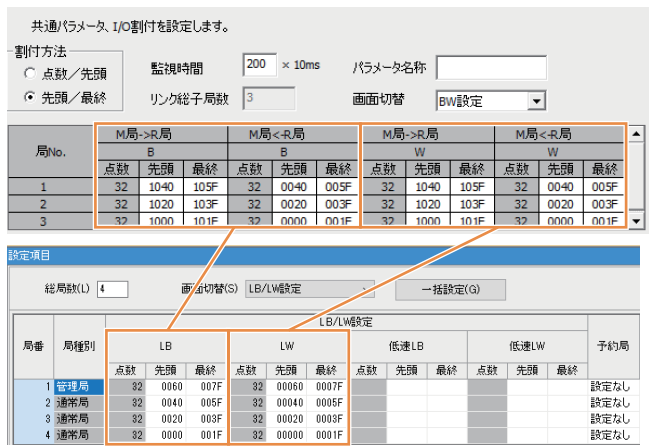 共通パラメータ、I/O割付を設定します。
割付方法
点数／先頭
先頭／最終
監視時間 200 × 10ms
リンク総子局数 3
パラメータ名称
画面切替 BW設定
局No. M局->R局 M局<-R局 M局->R局 M局<-R局
B B W W
点数 先頭 最終 点数 先頭 最終 点数 先頭 最終 点数 先頭 最終
1 32 1040 105F 32 0040 005F 32 1040 105F 32 0040 005F
2 32 1020 103F 32 0020 003F 32 1020 103F 32 0020 003F
3 32 1000 101F 32 0000 001F 32 1000 101F 32 0000 001F
設定項目
総局数(L) 4 画面切替(S) LB/LW設定 一括設定(G)
LB/LW設定
局番 局種別 LB LW 低速LB 低速LW 予約局
点数 先頭 最終 点数 先頭 最終 点数 先頭 最終 点数 先頭 最終
1 管理局 32 0060 007F 32 00060 0007F 設定なし
2 通常局 32 0040 005F 32 00040 0005F 設定なし
3 通常局 32 0020 003F 32 00020 0003F 設定なし
4 通常局 32 0000 001F 32 00000 0001F 設定なし